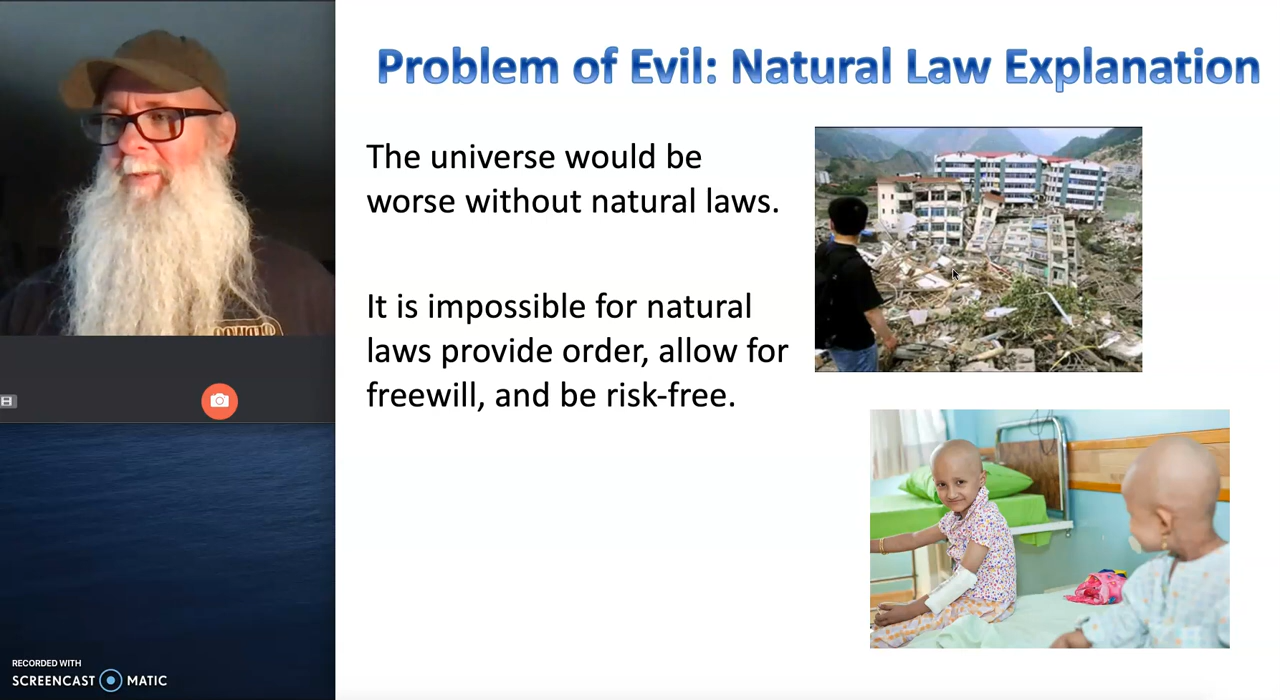 Problem of Evil: Natural Law Explanation
The universe would be
worse without natural laws.
It is impossible for natural
laws provide order, allow for
freewill, and be risk-free.
RECORDED WITH
SCREENCAST MATIC